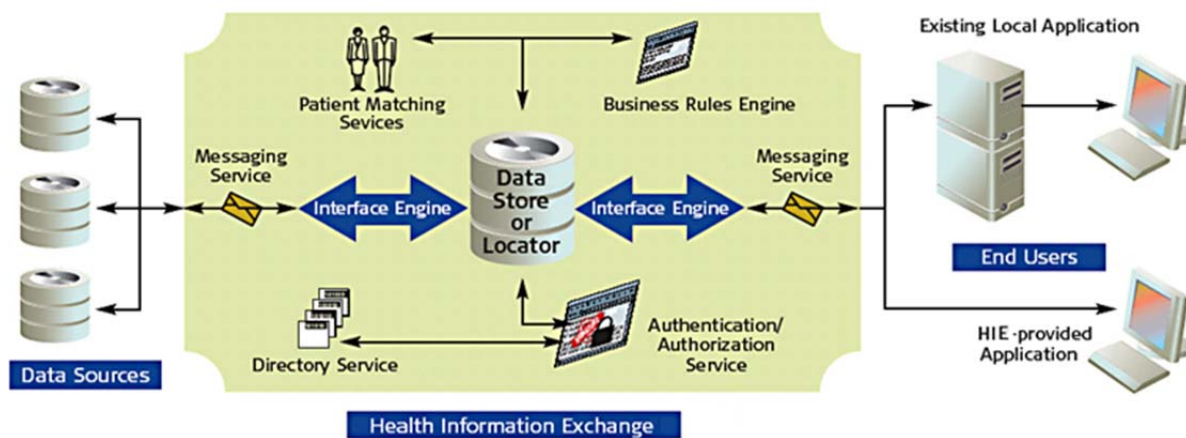 Existing Local Application
Patient Matching
Sevices
Business Rules Engine
Messaging
Service
Interface Engine
Data
Store
or
Locator
Interface Engine
Messaging
Service
End Users
Directory Service
Authentication/
Authorization
Service
HIE-provided
Application
Data Sources
Health Information Exchange